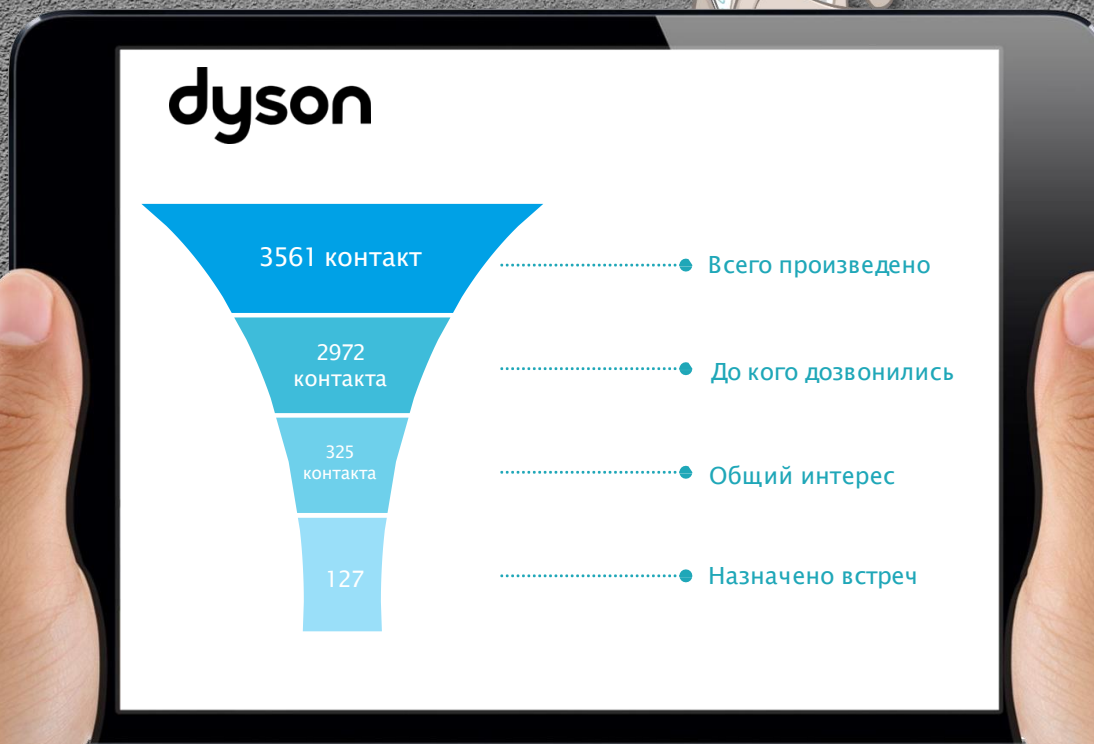 dyson
3561 контакт
Всего произведено
2972
контакта
До кого дозвонились
325
контакта
Общий интерес
127
Назначено встреч